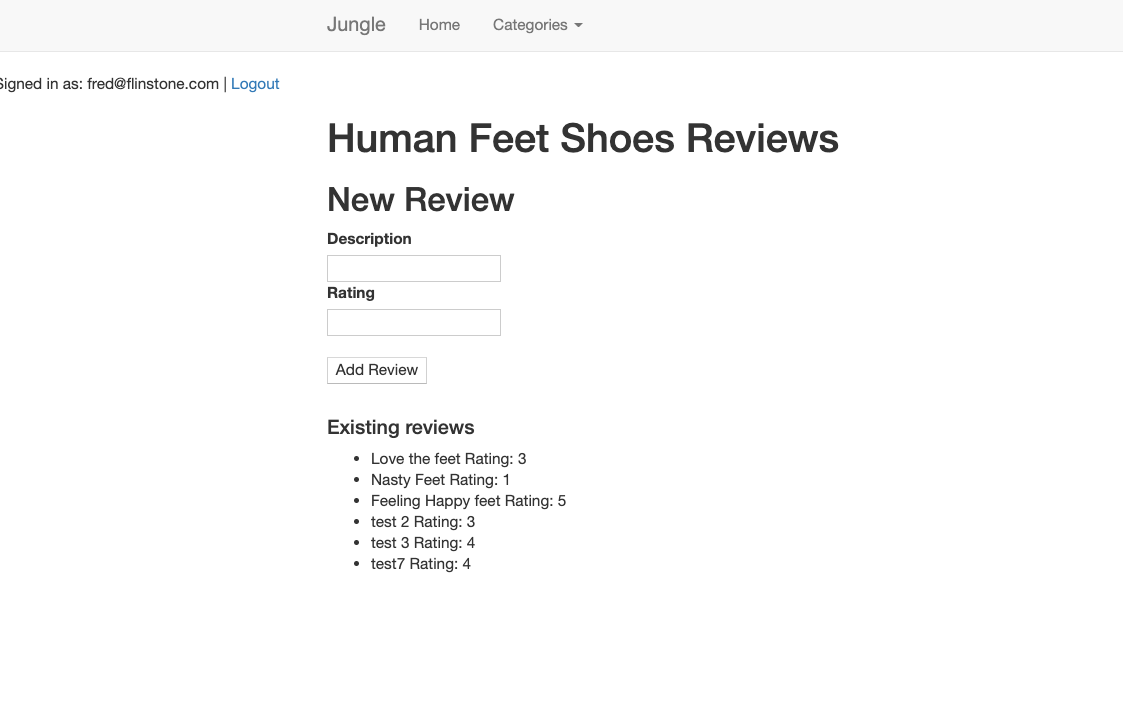 Jungle Home Categories
Signed in as: fred@flinstone.com | Logout
Human Feet Shoes Reviews
New Review
Description
Rating
Add Review
Existing reviews
Love the feet Rating: 3
Nasty Feet Rating: 1
Feeling Happy feet Rating: 5
test 2 Rating: 3
test 3 Rating: 4
test7 Rating: 4